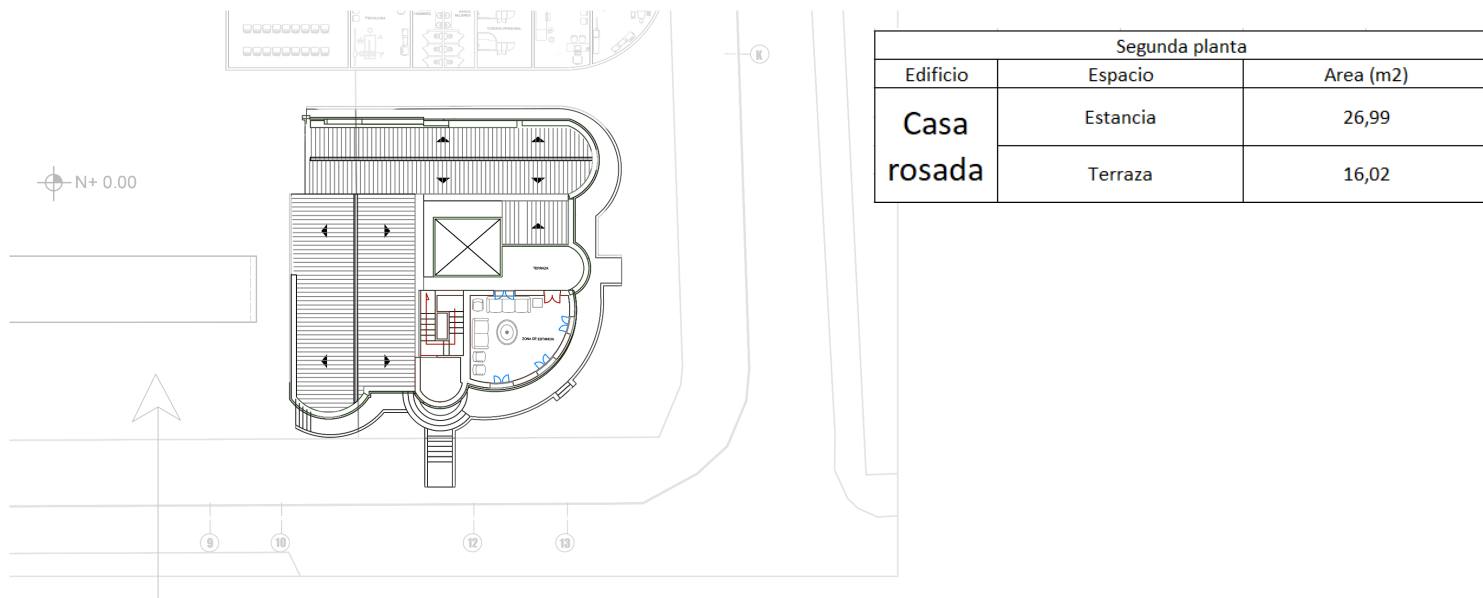 PSICOLOGIA
K
N+ 0.00
TERRAZA
ZONA DE ESTANCIA
9
10
12
13
Segunda planta
Edificio Espacio Area (m2)
Casa rosada
Estancia 26,99
Terraza 16,02